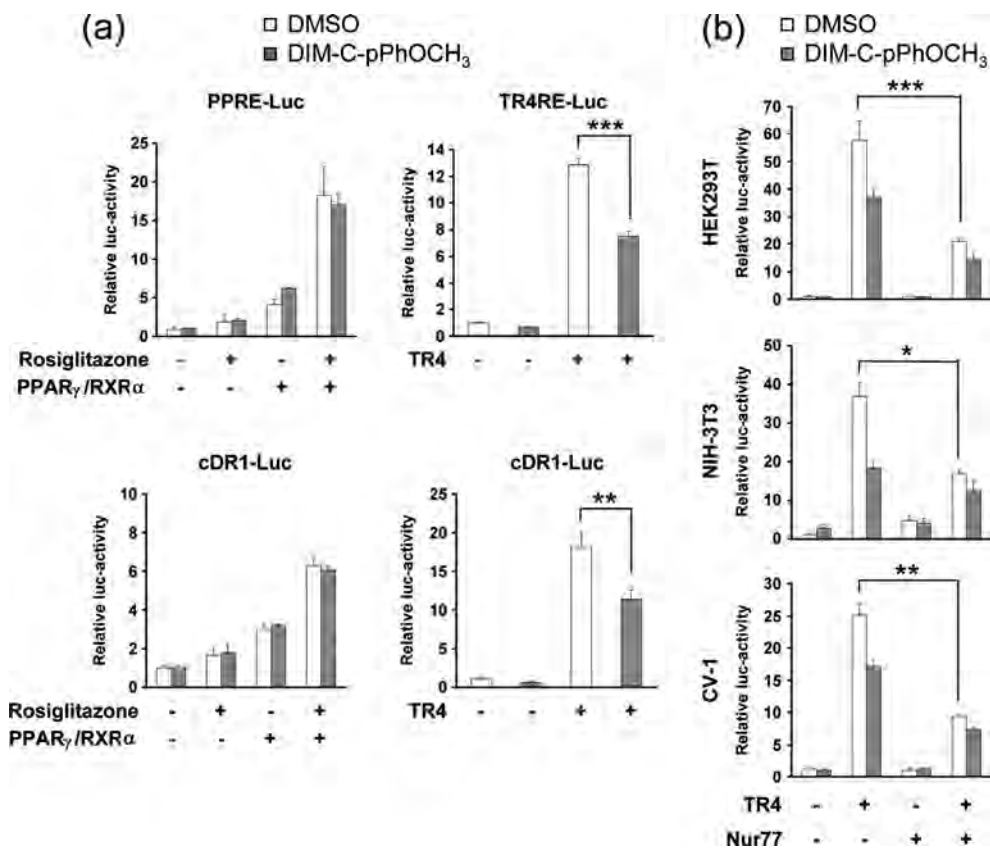 (a)
DMSO
DIM-C-pPhOCH₃
PPRE-Luc
Relative luc-activity
25
20
15
10
5
0
Rosiglitazone - + - +
PPARγ/RXRα - - + +
TR4RE-Luc
Relative luc-activity
14
12
10
8
6
4
2
0
***
TR4 - - + +
cDR1-Luc
Relative luc-activity
10
8
6
4
2
0
Rosiglitazone - + - +
PPARγ/RXRα - - + +
cDR1-Luc
Relative luc-activity
25
20
15
10
5
0
**
TR4 - - + +
(b)
DMSO
DIM-C-pPhOCH₃
HEK293T
Relative luc-activity
70
60
50
40
30
20
10
0
***
NIH-3T3
Relative luc-activity
50
40
30
20
10
0
*
CV-1
Relative luc-activity
30
25
20
15
10
5
0
**
TR4 - + - +
Nur77 - - + +